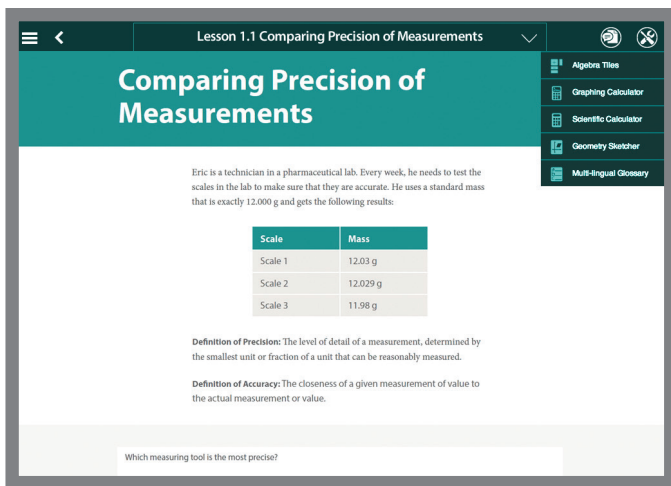 Lesson 1.1 Comparing Precision of Measurements
Algebra Tiles
Graphing Calculator
Scientific Calculator
Geometry Sketcher
Multi-lingual Glossary
Comparing Precision of
Measurements
Eric is a technician in a pharmaceutical lab. Every week, he needs to test the
scales in the lab to make sure that they are accurate. He uses a standard mass
that is exactly 12.000 g and gets the following results:
Scale Mass
Scale 1 12.03 g
Scale 2 12.029 g
Scale 3 11.98 g
Definition of Precision: The level of detail of a measurement, determined by
the smallest unit or fraction of a unit that can be reasonably measured.
Definition of Accuracy: The closeness of a given measurement of value to
the actual measurement or value.
Which measuring tool is the most precise?